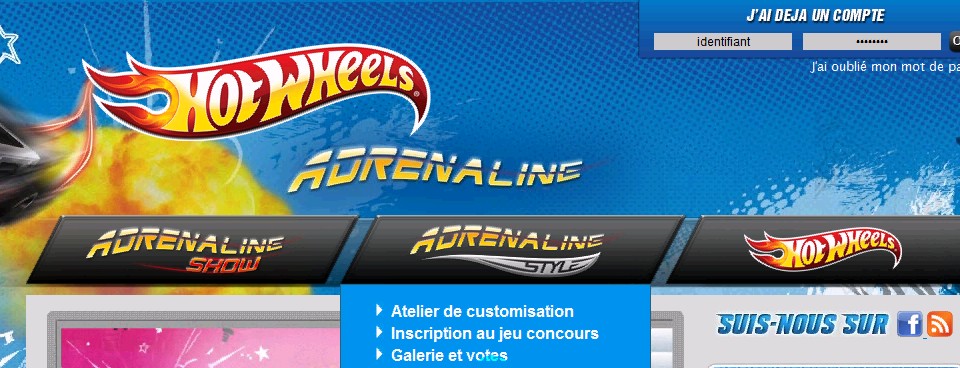 J'AI DEJA UN COMPTE
identifiant ••••••••
J'ai oublié mon mot de
HOT WHEELS®
ADRENALINE
ADRENALINE SHOW
ADRENALINE STYLE
HOT WHEELS
Atelier de customisation
Inscription au jeu concours
Galerie et votes
SUIS-NOUS SUR